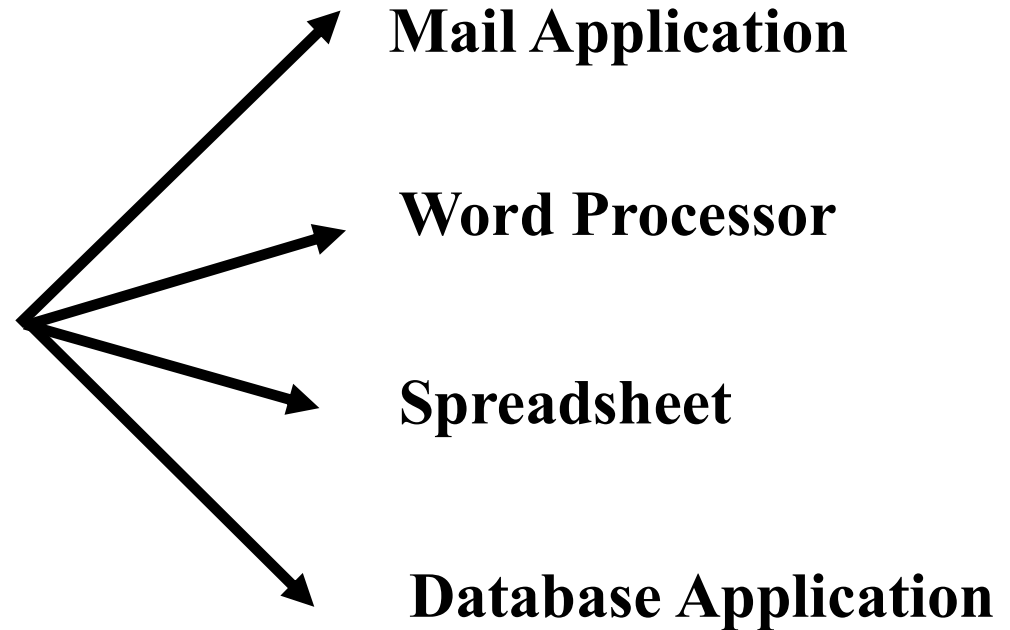 Mail Application
Word Processor
Spreadsheet
Database Application